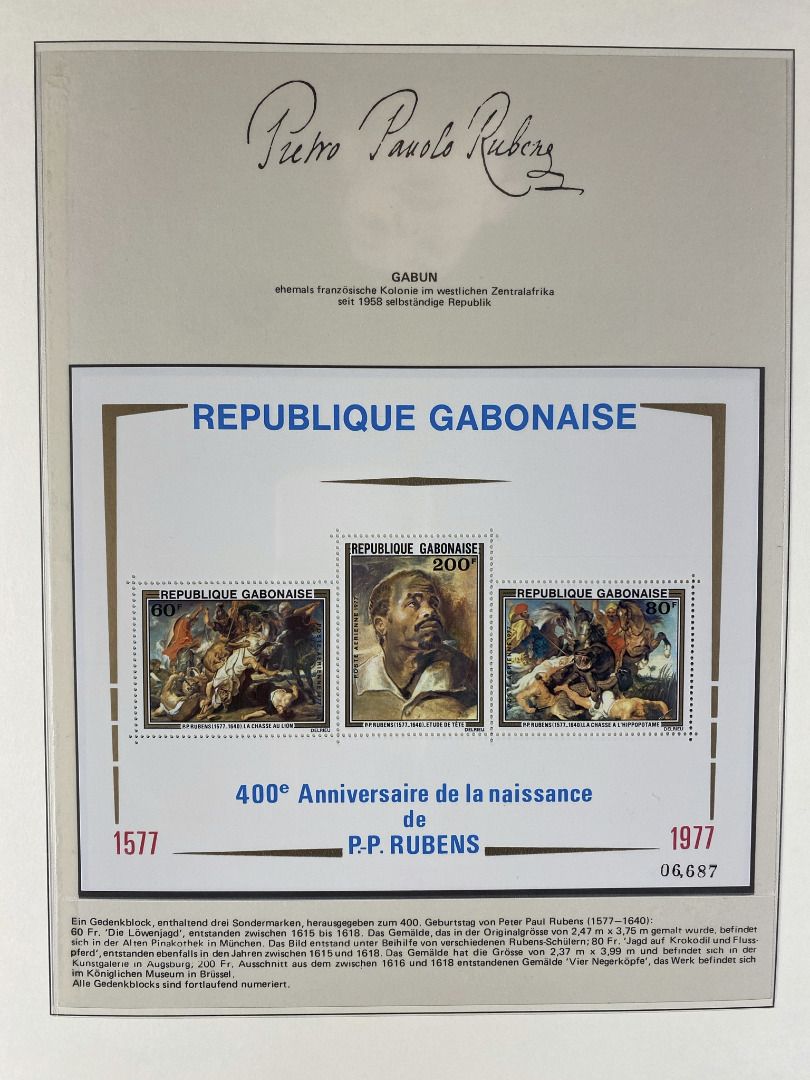 Pietro Pauolo Rubens
GABUN
ehemals französische Kolonie im westlichen Zentralafrika
seit 1958 selbständige Republik
REPUBLIQUE GABONAISE
REPUBLIQUE GABONAISE
60F
POSTE AERIENNE 1977
P.P.RUBENS (1577-1640). LA CHASSE AU LION
DELRIEU
REPUBLIQUE GABONAISE
200F
POSTE AERIENNE 1977
P.P.RUBENS (1577-1640). ETUDE DE TÊTE
DELRIEU
REPUBLIQUE GABONAISE
80F
P.P.RUBENS (1577-1640). LA CHASSE A L'HIPPOPOTAME
DELRIEU
400e Anniversaire de la naissance
de
P.-P. RUBENS
1577
1977
06,687
Ein Gedenkblock, enthaltend drei Sondermarken, herausgegeben zum 400. Geburtstag von Peter Paul Rubens (1577–1640):
60 Fr. 'Die Löwenjagd', entstanden zwischen 1615 bis 1618. Das Gemälde, das in der Originalgrösse von 2,47 m x 3,75 m gemalt wurde, befindet
sich in der Alten Pinakothek in München. Das Bild entstand unter Beihilfe von verschiedenen Rubens-Schülern; 80 Fr. 'Jagd auf Krokodil und Fluss-
pferd', entstanden ebenfalls in den Jahren zwischen 1615 und 1618. Das Gemälde hat die Grösse von 2,37 m x 3,99 m und befindet sich in der
Kunstgalerie in Augsburg; 200 Fr. Ausschnitt aus dem zwischen 1616 und 1618 entstandenen Gemälde 'Vier Negerköpfe', das Werk befindet sich
im Königlichen Museum in Brüssel.
Alle Gedenkblocks sind fortlaufend numeriert.